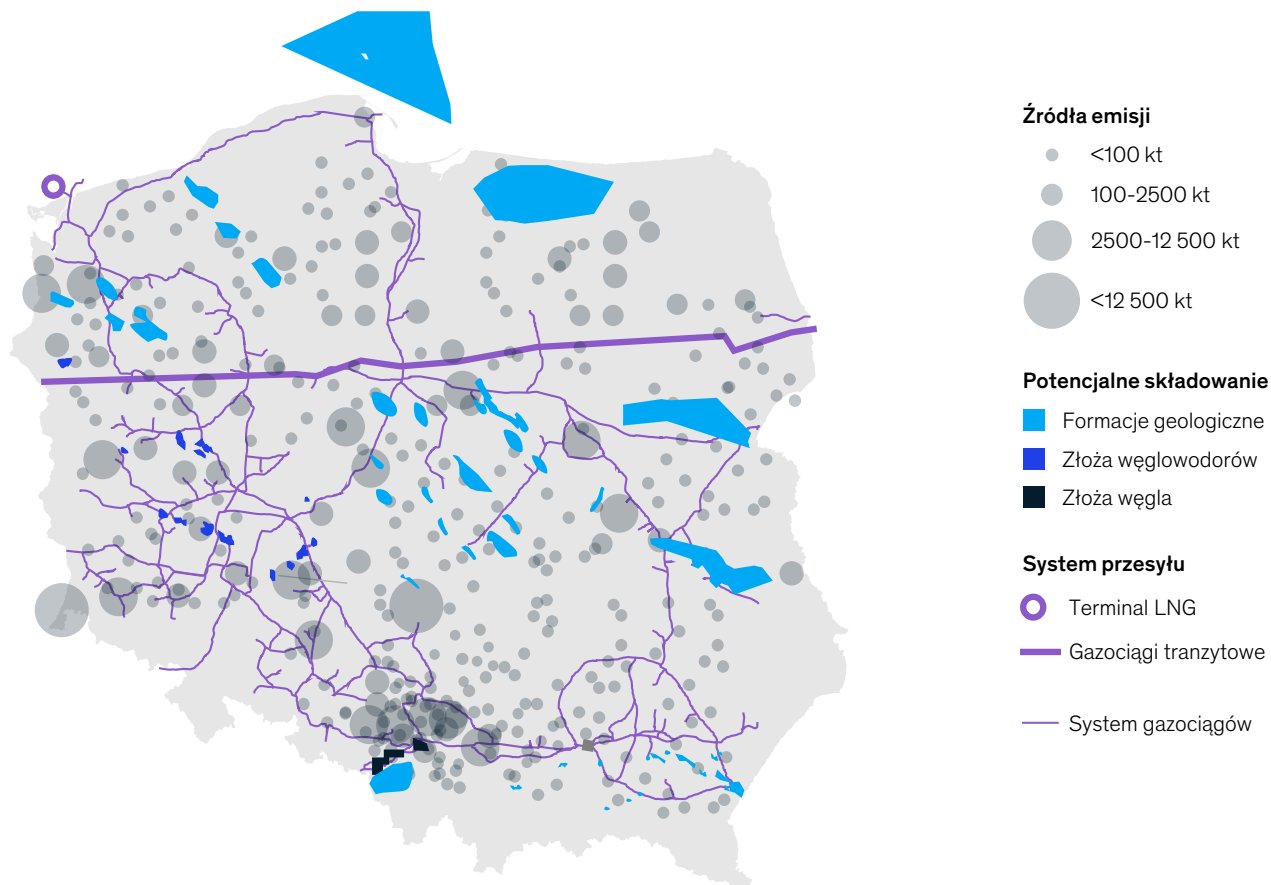 Źródła emisji
<100 kt
100-2500 kt
2500-12 500 kt
<12 500 kt
Potencjalne składowanie
Formacje geologiczne
Złoża węglowodorów
Złoża węgla
System przesyłu
Terminal LNG
Gazociągi tranzytowe
System gazociągów